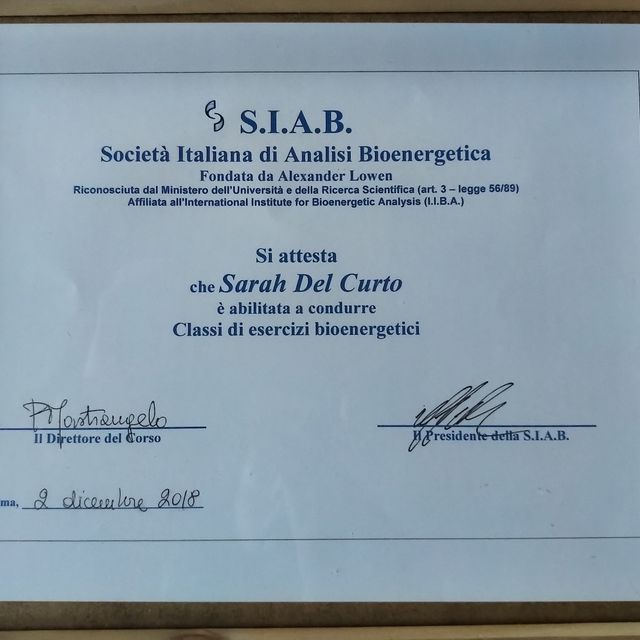 S.I.A.B.
Società Italiana di Analisi Bioenergetica
Fondata da Alexander Lowen
Riconosciuta dal Ministero dell'Università e della Ricerca Scientifica (art. 3 – legge 56/89)
Affiliata all'International Institute for Bioenergetic Analysis (I.I.B.A.)
Si attesta
che Sarah Del Curto
è abilitata a condurre
Classi di esercizi bioenergetici
PMastrangelo
Il Direttore del Corso
Il Presidente della S.I.A.B.
ma, 2 dicembre 2018